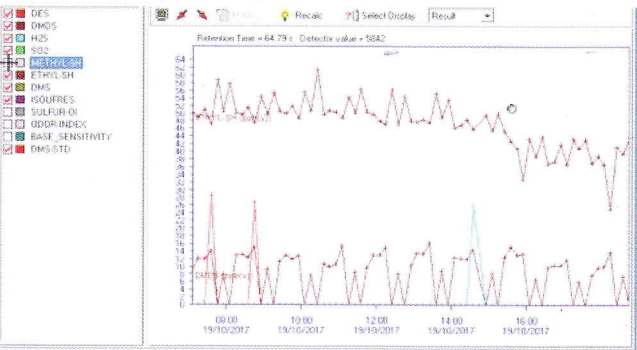 DES
DMDS
H2S
SO2
METHYL-SH
ETHYL-SH
DMS
ISOUFRES
SULFUR-DI
ODOR-INDEX
BASE_SENSITIVITY
DMS-STD
Recalc
Select Display
Result
Retention Time = 64.79 s Detector value = 5842
64
60
58
56
54
52
50
48
46
44
42
40
38
36
34
32
30
28
26
24
22
20
18
16
14
12
10
8
6
4
2
0
08:00
10:00
12:00
14:00
16:00
19/10/2017
19/10/2017
19/10/2017
19/10/2017
19/10/2017